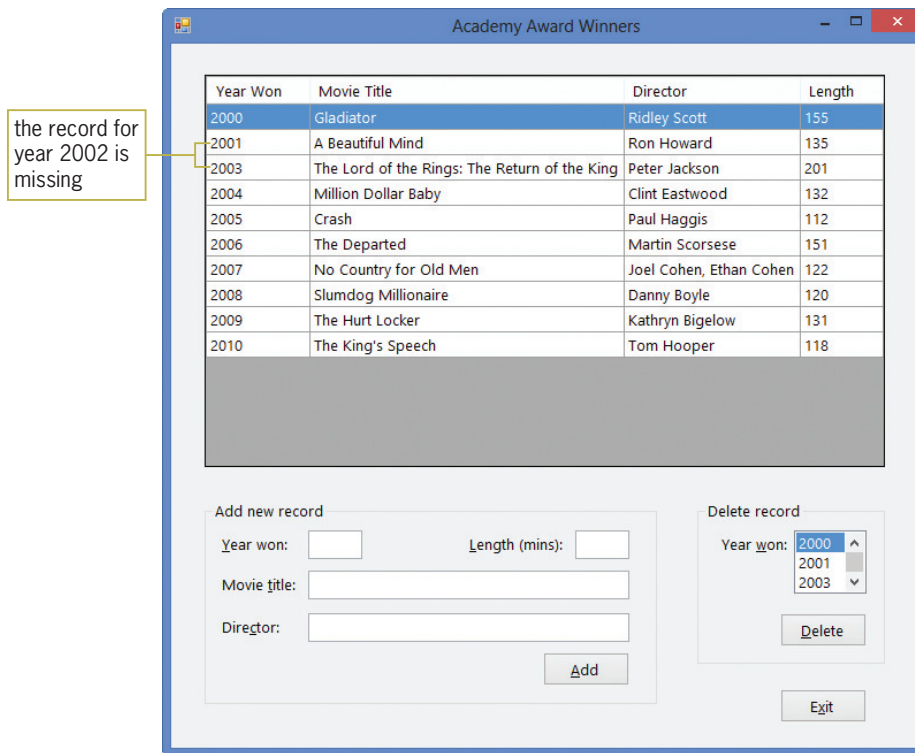 Academy Award Winners
the record for
year 2002 is
missing
Year Won Movie Title Director Length
2000 Gladiator Ridley Scott 155
2001 A Beautiful Mind Ron Howard 135
2003 The Lord of the Rings: The Return of the King Peter Jackson 201
2004 Million Dollar Baby Clint Eastwood 132
2005 Crash Paul Haggis 112
2006 The Departed Martin Scorsese 151
2007 No Country for Old Men Joel Cohen, Ethan Cohen 122
2008 Slumdog Millionaire Danny Boyle 120
2009 The Hurt Locker Kathryn Bigelow 131
2010 The King's Speech Tom Hooper 118
Add new record
Year won: Length (mins):
Movie title:
Director:
Add
Delete record
Year won: 2000
2001
2003
Delete
Exit